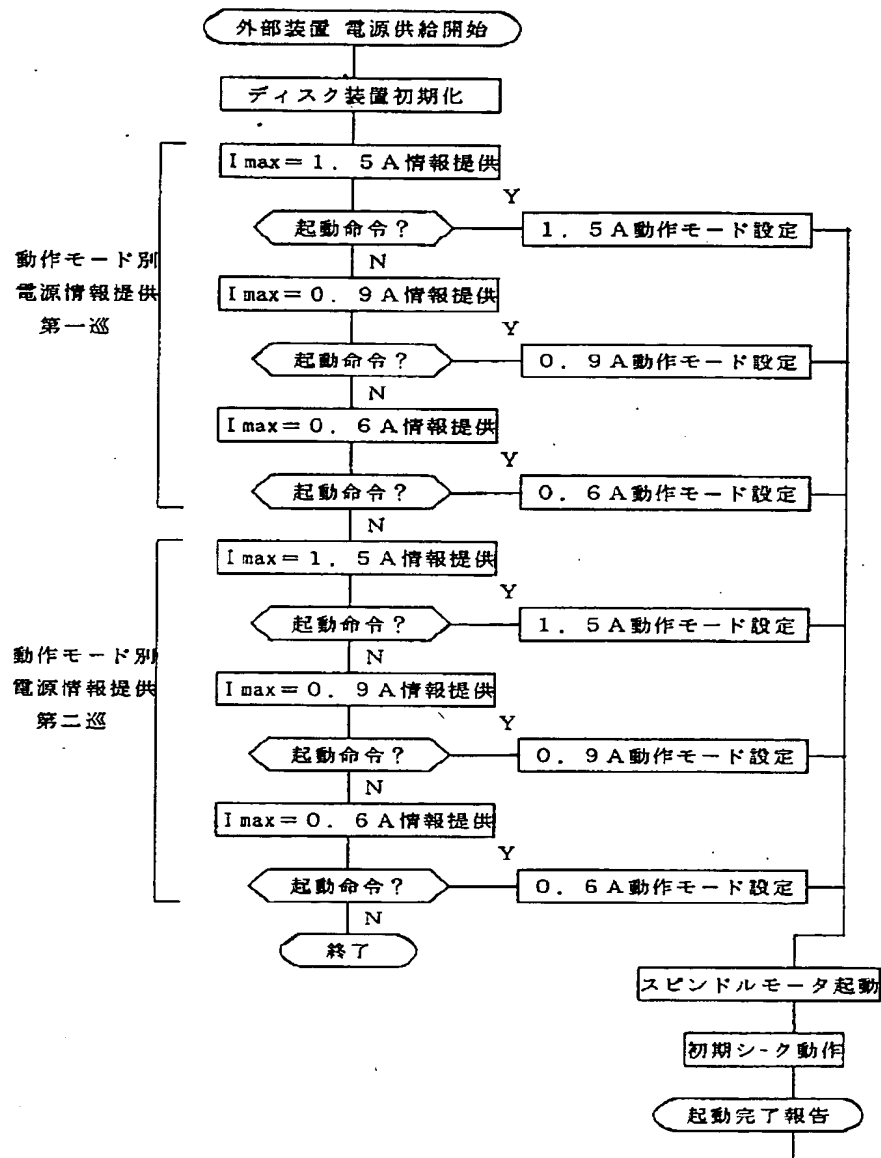 外部装置 電源供給開始
ディスク装置初期化
Imax=1.5A情報提供
Y
起動命令?
1.5A動作モード設定
N
動作モード別
電源情報提供
第一巡
Imax=0.9A情報提供
Y
起動命令?
0.9A動作モード設定
N
Imax=0.6A情報提供
Y
起動命令?
0.6A動作モード設定
N
Imax=1.5A情報提供
Y
起動命令?
1.5A動作モード設定
N
動作モード別
電源情報提供
第二巡
Imax=0.9A情報提供
Y
起動命令?
0.9A動作モード設定
N
Imax=0.6A情報提供
Y
起動命令?
0.6A動作モード設定
N
終了
スピンドルモータ起動
初期シーク動作
起動完了報告